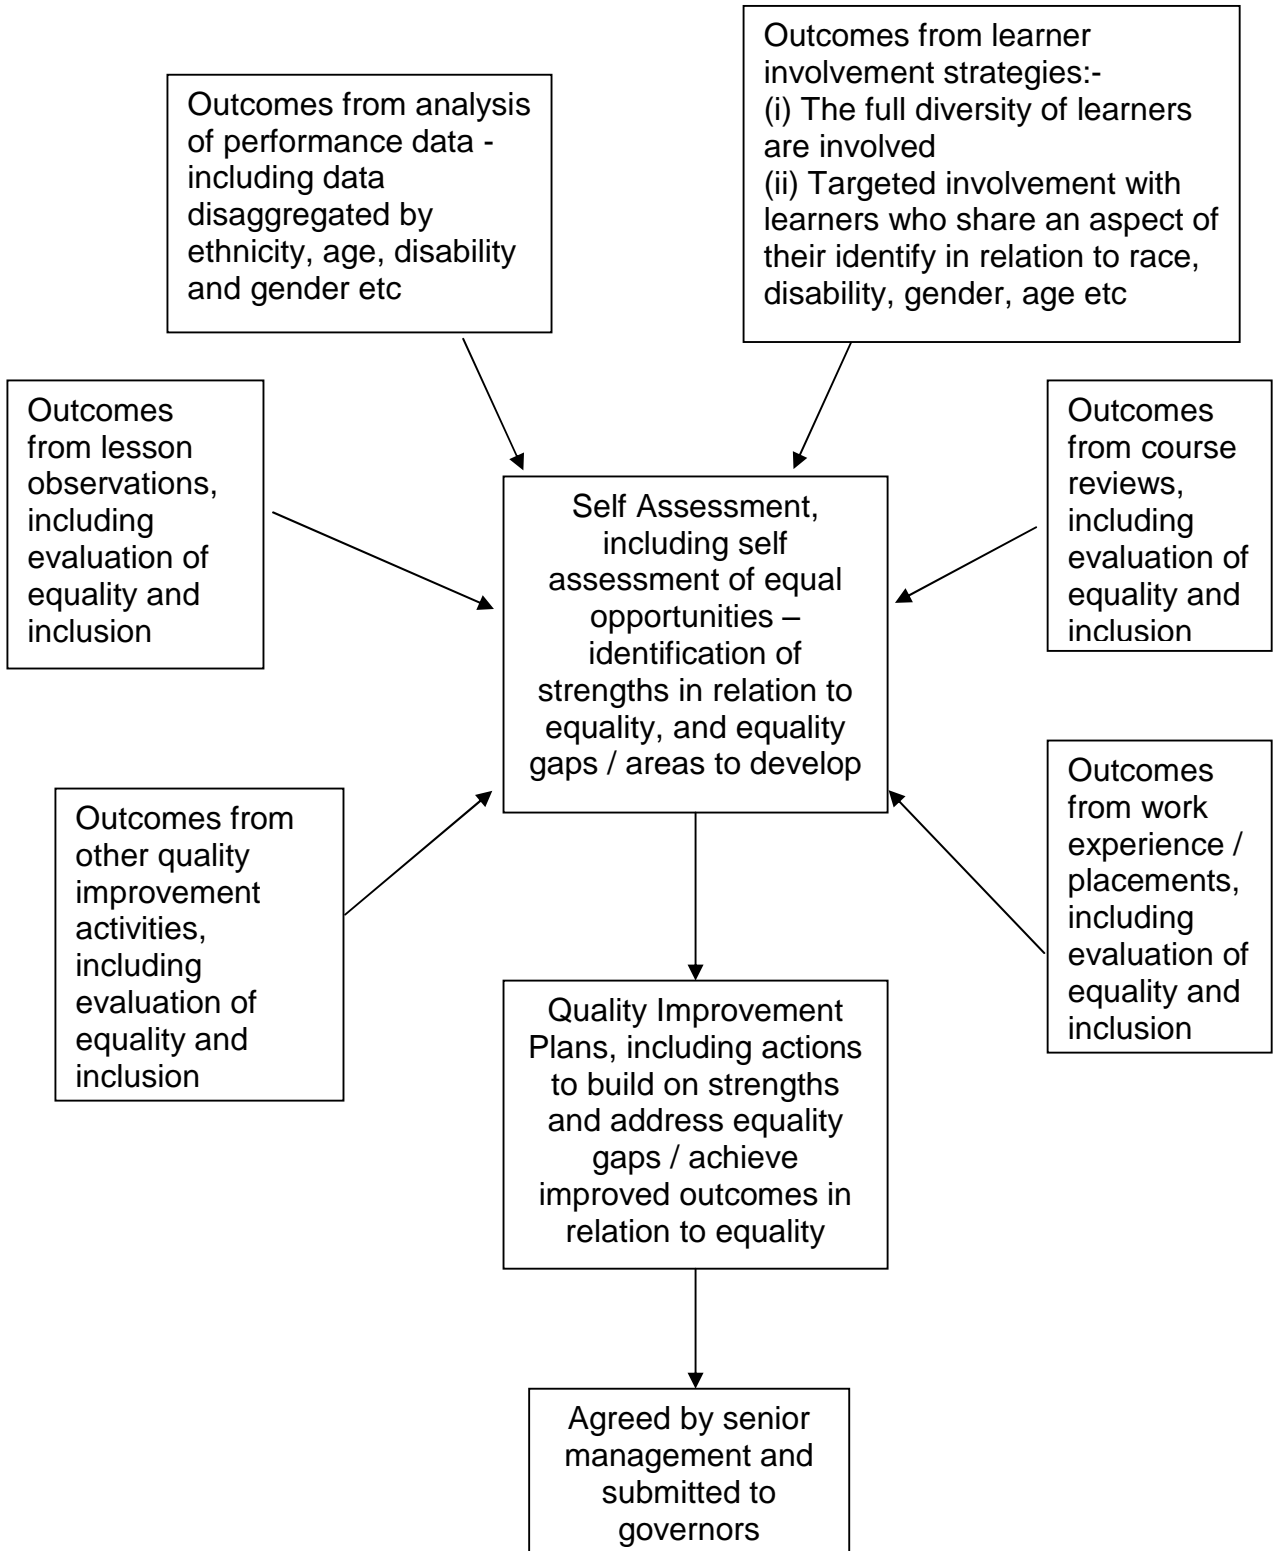 Outcomes from analysis
of performance data -
including data
disaggregated by
ethnicity, age, disability
and gender etc
Outcomes from learner
involvement strategies:-
(i) The full diversity of learners
are involved
(ii) Targeted involvement with
learners who share an aspect of
their identify in relation to race,
disability, gender, age etc
Outcomes
from lesson
observations,
including
evaluation of
equality and
inclusion
Self Assessment,
including self
assessment of equal
opportunities –
identification of
strengths in relation to
equality, and equality
gaps / areas to develop
Outcomes
from course
reviews,
including
evaluation of
equality and
inclusion
Outcomes from
other quality
improvement
activities,
including
evaluation of
equality and
inclusion
Outcomes
from work
experience /
placements,
including
evaluation of
equality and
inclusion
Quality Improvement
Plans, including actions
to build on strengths
and address equality
gaps / achieve
improved outcomes in
relation to equality
Agreed by senior
management and
submitted to
governors